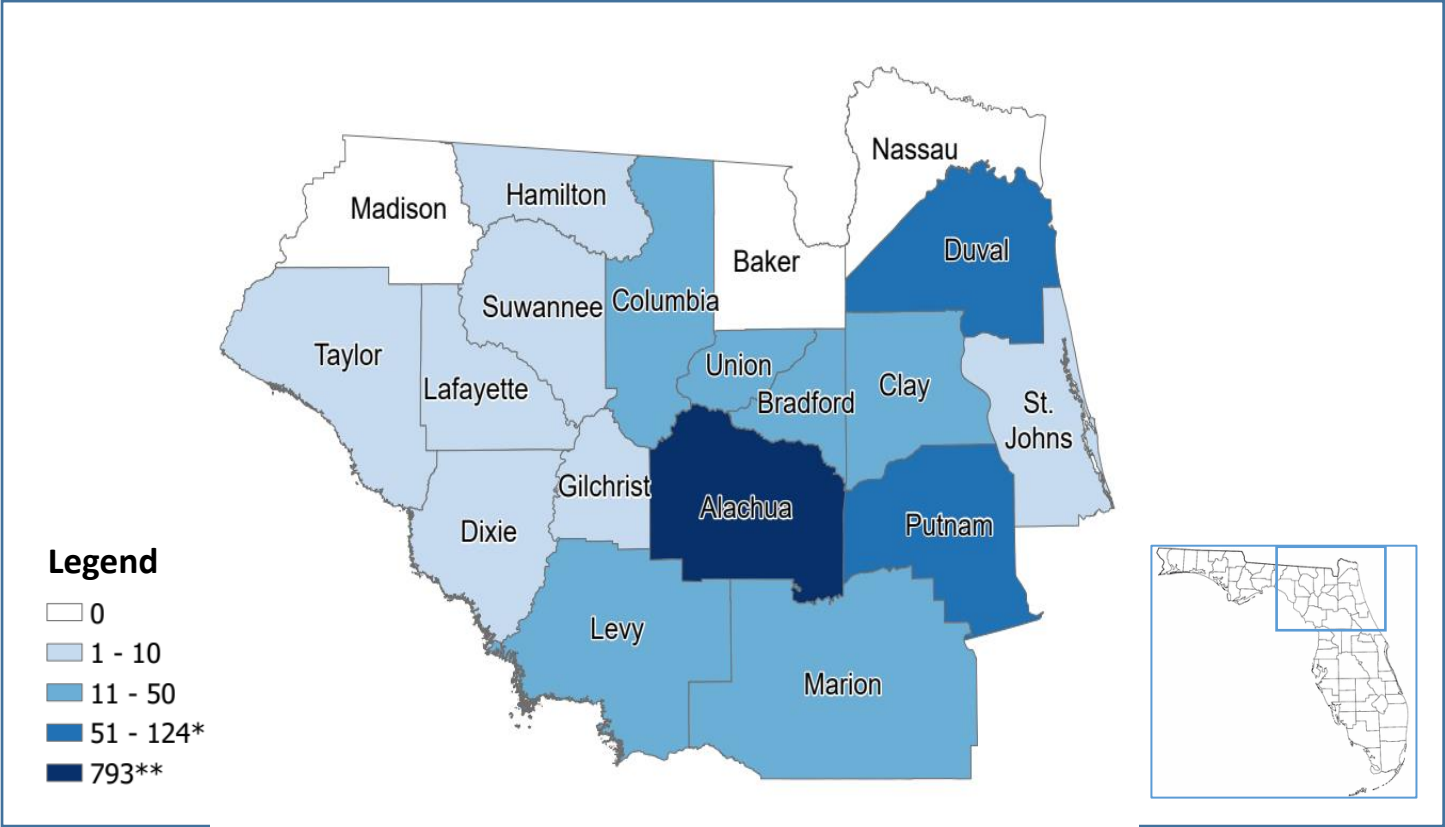 Nassau
Madison
Hamilton
Duval
Baker
Suwannee
Columbia
Taylor
Union
Lafayette
Clay
Bradford
St.
Johns
Gilchrist
Alachua
Dixie
Putnam
Levy
Marion
Legend
0
1 - 10
11 - 50
51 - 124*
793**